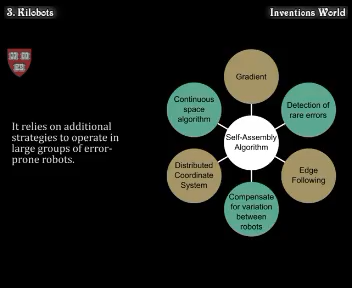 3. Kilobots
Inventions World
It relies on additional
strategies to operate in
large groups of error-
prone robots.
Gradient
Continuous
space
algorithm
Detection of
rare errors
Self-Assembly
Algorithm
Distributed
Coordinate
System
Edge
Following
Compensate
for variation
between
robots